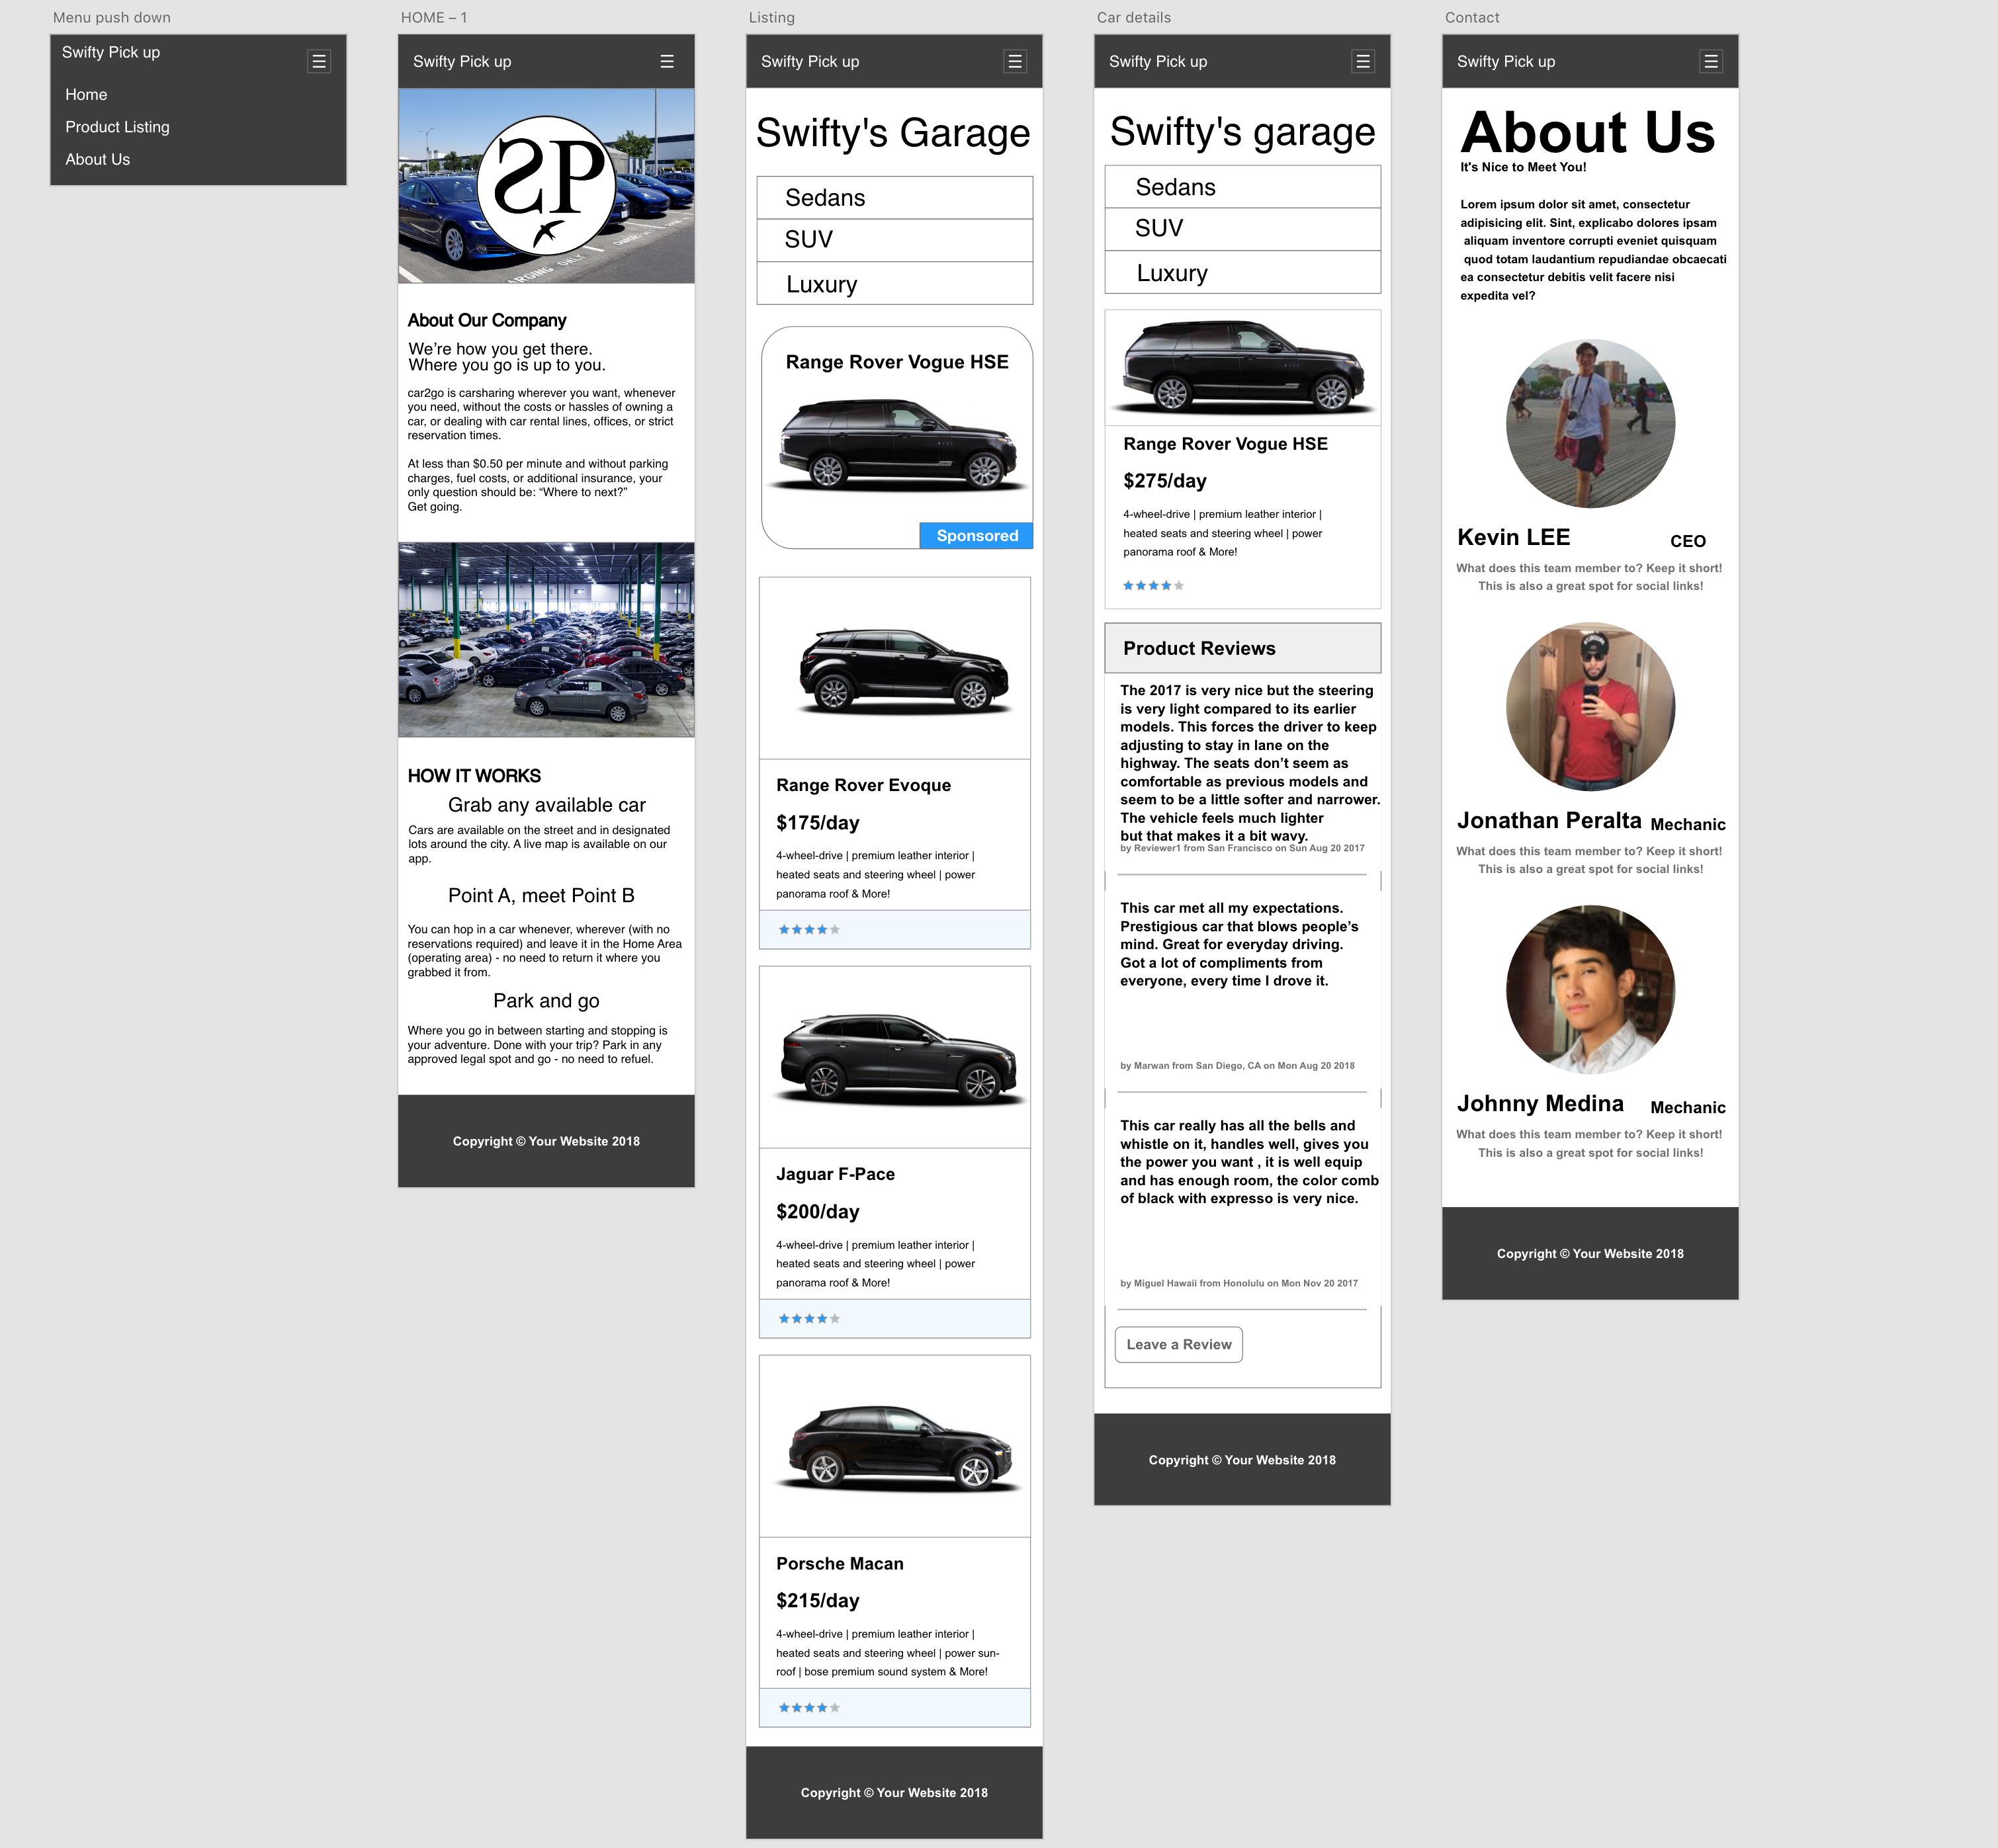 Menu push down
Swifty Pick up
Home
Product Listing
About Us
HOME – 1
Swifty Pick up
SP
CHARGING ONLY
About Our Company
We’re how you get there.
Where you go is up to you.
car2go is carsharing wherever you want, whenever
you need, without the costs or hassles of owning a
car, or dealing with car rental lines, offices, or strict
reservation times.
At less than $0.50 per minute and without parking
charges, fuel costs, or additional insurance, your
only question should be: “Where to next?”
Get going.
HOW IT WORKS
Grab any available car
Cars are available on the street and in designated
lots around the city. A live map is available on our
app.
Point A, meet Point B
You can hop in a car whenever, wherever (with no
reservations required) and leave it in the Home Area
(operating area) - no need to return it where you
grabbed it from.
Park and go
Where you go in between starting and stopping is
your adventure. Done with your trip? Park in any
approved legal spot and go - no need to refuel.
Copyright © Your Website 2018
Listing
Swifty Pick up
Swifty's Garage
Sedans
SUV
Luxury
Range Rover Vogue HSE
Sponsored
Range Rover Evoque
$175/day
4-wheel-drive | premium leather interior |
heated seats and steering wheel | power
panorama roof & More!
Jaguar F-Pace
$200/day
4-wheel-drive | premium leather interior |
heated seats and steering wheel | power
panorama roof & More!
Porsche Macan
$215/day
4-wheel-drive | premium leather interior |
heated seats and steering wheel | power sun-
roof | bose premium sound system & More!
Copyright © Your Website 2018
Car details
Swifty Pick up
Swifty's garage
Sedans
SUV
Luxury
Range Rover Vogue HSE
$275/day
4-wheel-drive | premium leather interior |
heated seats and steering wheel | power
panorama roof & More!
Product Reviews
The 2017 is very nice but the steering
is very light compared to its earlier
models. This forces the driver to keep
adjusting to stay in lane on the
highway. The seats don’t seem as
comfortable as previous models and
seem to be a little softer and narrower.
The vehicle feels much lighter
but that makes it a bit wavy.
by Reviewer1 from San Francisco on Sun Aug 20 2017
This car met all my expectations.
Prestigious car that blows people’s
mind. Great for everyday driving.
Got a lot of compliments from
everyone, every time I drove it.
by Marwan from San Diego, CA on Mon Aug 20 2018
This car really has all the bells and
whistle on it, handles well, gives you
the power you want , it is well equip
and has enough room, the color comb
of black with expresso is very nice.
by Miguel Hawaii from Honolulu on Mon Nov 20 2017
Leave a Review
Copyright © Your Website 2018
Contact
Swifty Pick up
About Us
It's Nice to Meet You!
Lorem ipsum dolor sit amet, consectetur
adipisicing elit. Sint, explicabo dolores ipsam
aliquam inventore corrupti eveniet quisquam
quod totam laudantium repudiandae obcaecati
ea consectetur debitis velit facere nisi
expedita vel?
Kevin LEE CEO
What does this team member to? Keep it short!
This is also a great spot for social links!
Jonathan Peralta Mechanic
What does this team member to? Keep it short!
This is also a great spot for social links!
Johnny Medina Mechanic
What does this team member to? Keep it short!
This is also a great spot for social links!
Copyright © Your Website 2018